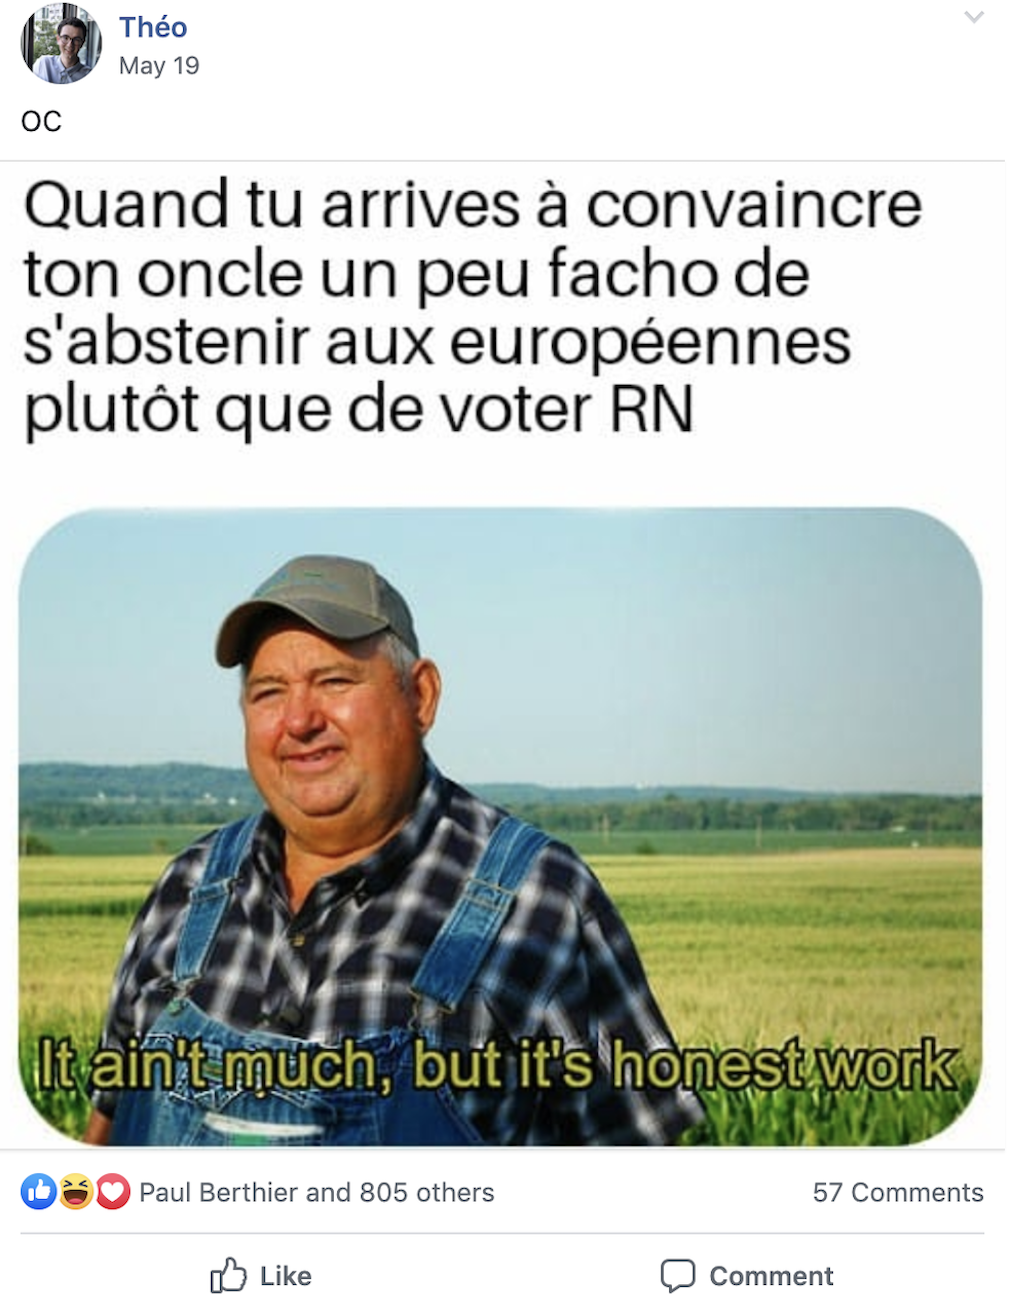 Théo
May 19
OC
Quand tu arrives à convaincre
ton oncle un peu facho de
s'abstenir aux européennes
plutôt que de voter RN
It ain't much, but it's honest work
Paul Berthier and 805 others
57 Comments
Like
Comment